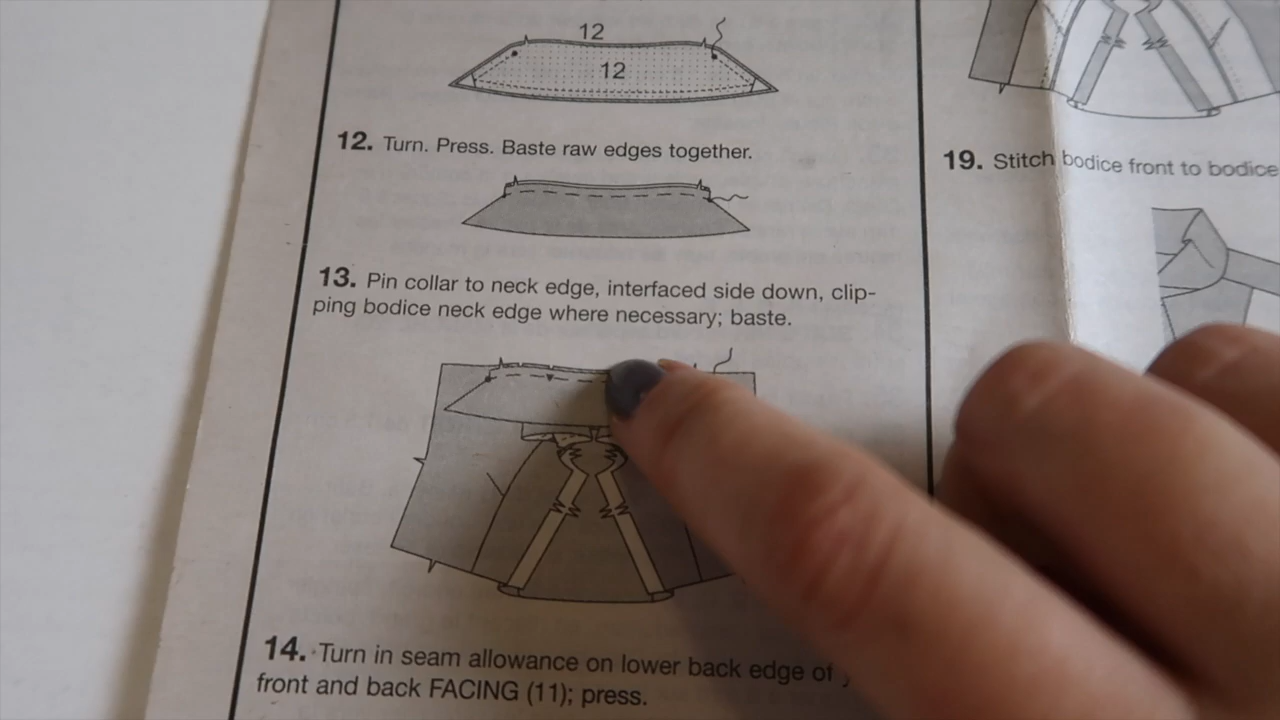 12
12
12. Turn. Press. Baste raw edges together.
13. Pin collar to neck edge, interfaced side down, clip-
ping bodice neck edge where necessary; baste.
14. Turn in seam allowance on lower back edge of
front and back FACING (11); press.
19. Stitch bodice front to bodice